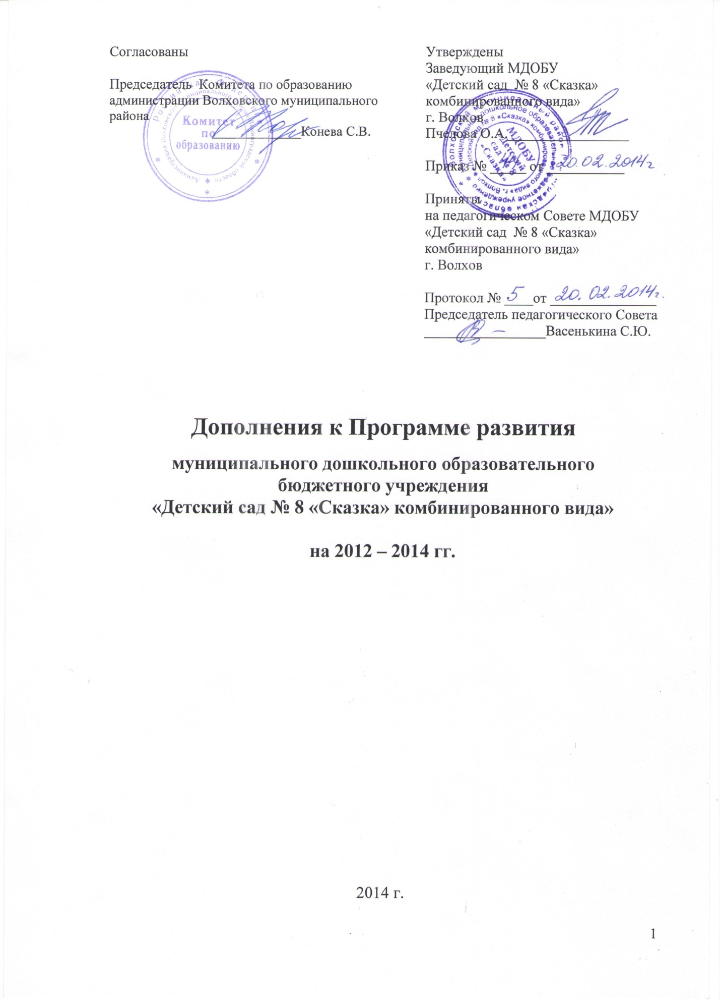 Согласованы
Председатель Комитета по образованию
администрации Волховского муниципального
района
Конева С.В.
Комитет
по
образованию
Российская Федерация
Утверждены
Заведующий МДОБУ
«Детский сад № 8 «Сказка»
комбинированного вида»
г. Волхов
Пчелова О.А.
Приказ № от 20.02.2014г
МДОБУ
«Детский
сад № 8
«Сказка»
Приняты
на педагогическом Совете МДОБУ
«Детский сад № 8 «Сказка»
комбинированного вида»
г. Волхов
Протокол № 5 от 20.02.2014г.
Председатель педагогического Совета
Васенькина С.Ю.
Дополнения к Программе развития
муниципального дошкольного образовательного
бюджетного учреждения
«Детский сад № 8 «Сказка» комбинированного вида»
на 2012 – 2014 гг.
2014 г.
1